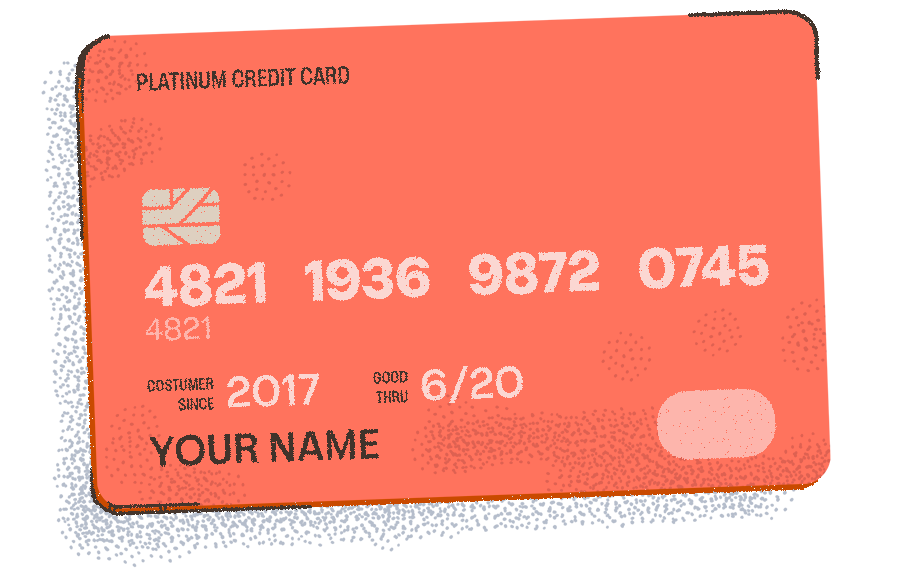 PLATINUM CREDIT CARD
4821 1936 9872 0745
4821
COSTUMER SINCE 2017 GOOD THRU 6/20
YOUR NAME